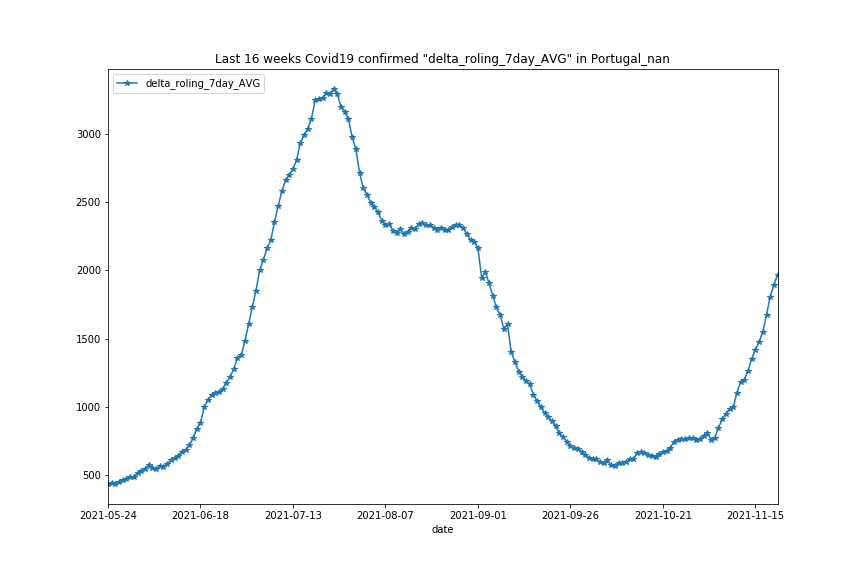 Last 16 weeks Covid19 confirmed "delta_roling_7day_AVG" in Portugal_nan
delta_roling_7day_AVG
3000
2500
2000
1500
1000
500
2021-05-24 2021-06-18 2021-07-13 2021-08-07 2021-09-01 2021-09-26 2021-10-21 2021-11-15
date